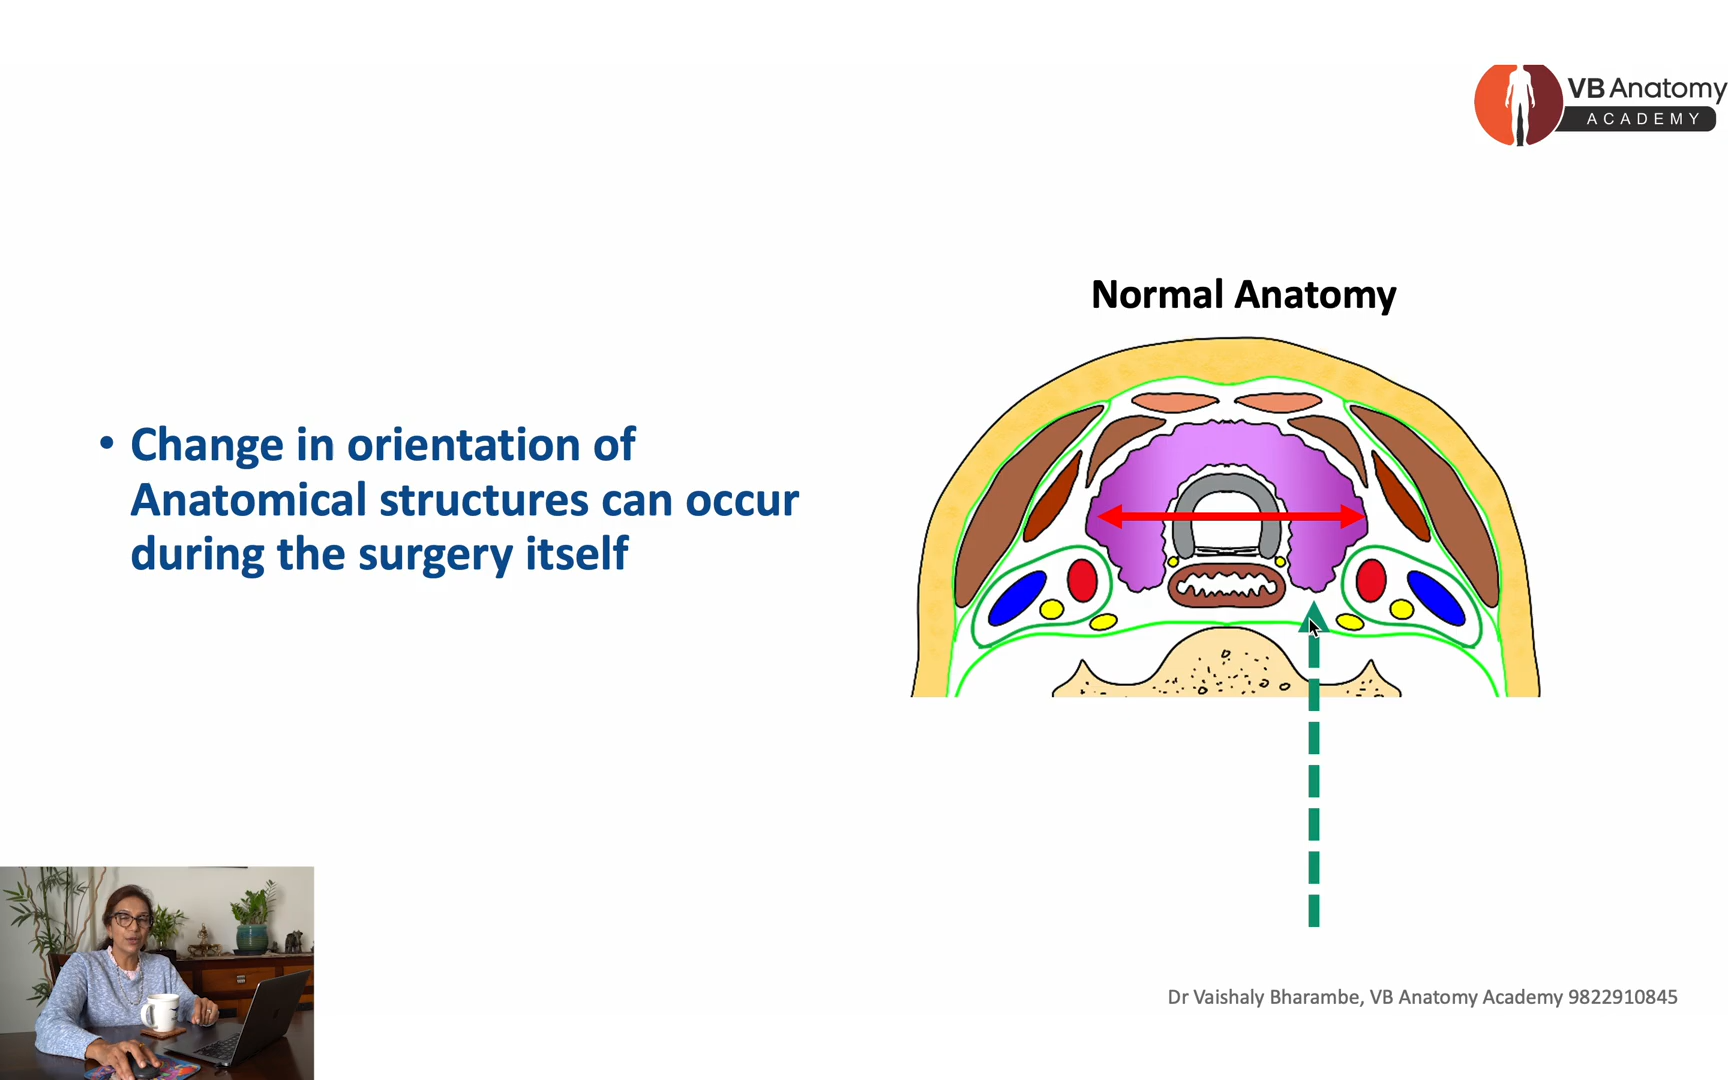 VB Anatomy
ACADEMY
Normal Anatomy
• Change in orientation of
Anatomical structures can occur
during the surgery itself
Dr Vaishaly Bharambe, VB Anatomy Academy 9822910845